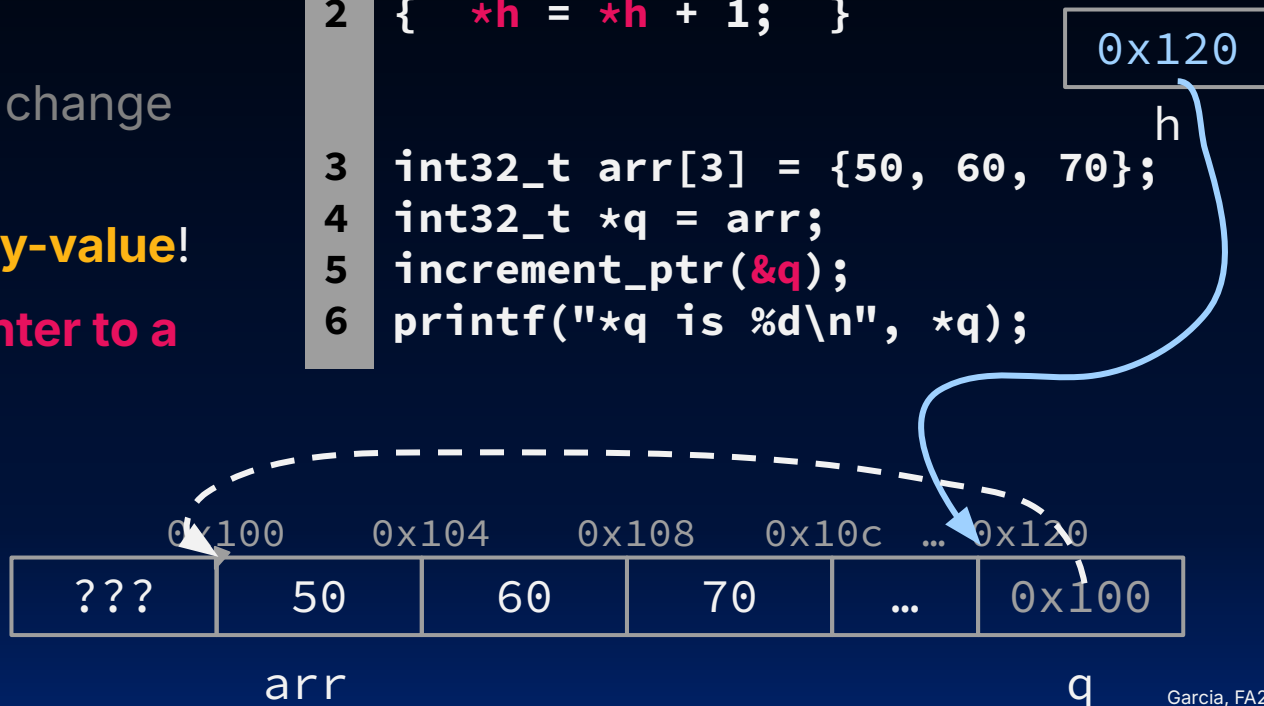 2 { *h = *h + 1; }
0x120
h
change
3 int32_t arr[3] = {50, 60, 70};
4 int32_t *q = arr;
y-value!
5 increment_ptr(&q);
nter to a
6 printf("*q is %d\n", *q);
0x100 0x104 0x108 0x10c … 0x120
??? 50 60 70 … 0x100
arr q
Garcia, FA2